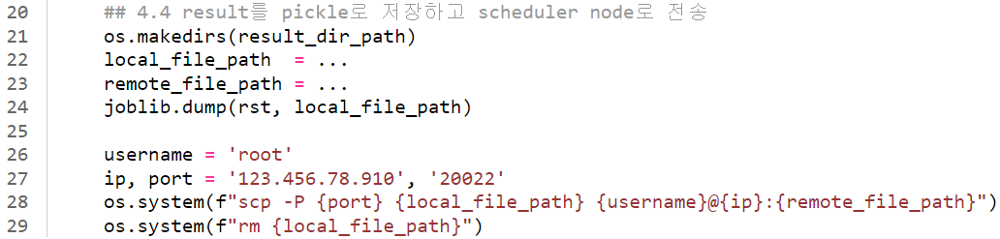 20 ## 4.4 result를 pickle로 저장하고 scheduler node로 전송
21 os.makedirs(result_dir_path)
22 local_file_path  = ...
23 remote_file_path = ...
24 joblib.dump(rst, local_file_path)
25
26 username = 'root'
27 ip, port = '123.456.78.910', '20022'
28 os.system(f"scp -P {port} {local_file_path} {username}@{ip}:{remote_file_path}")
29 os.system(f"rm {local_file_path}")